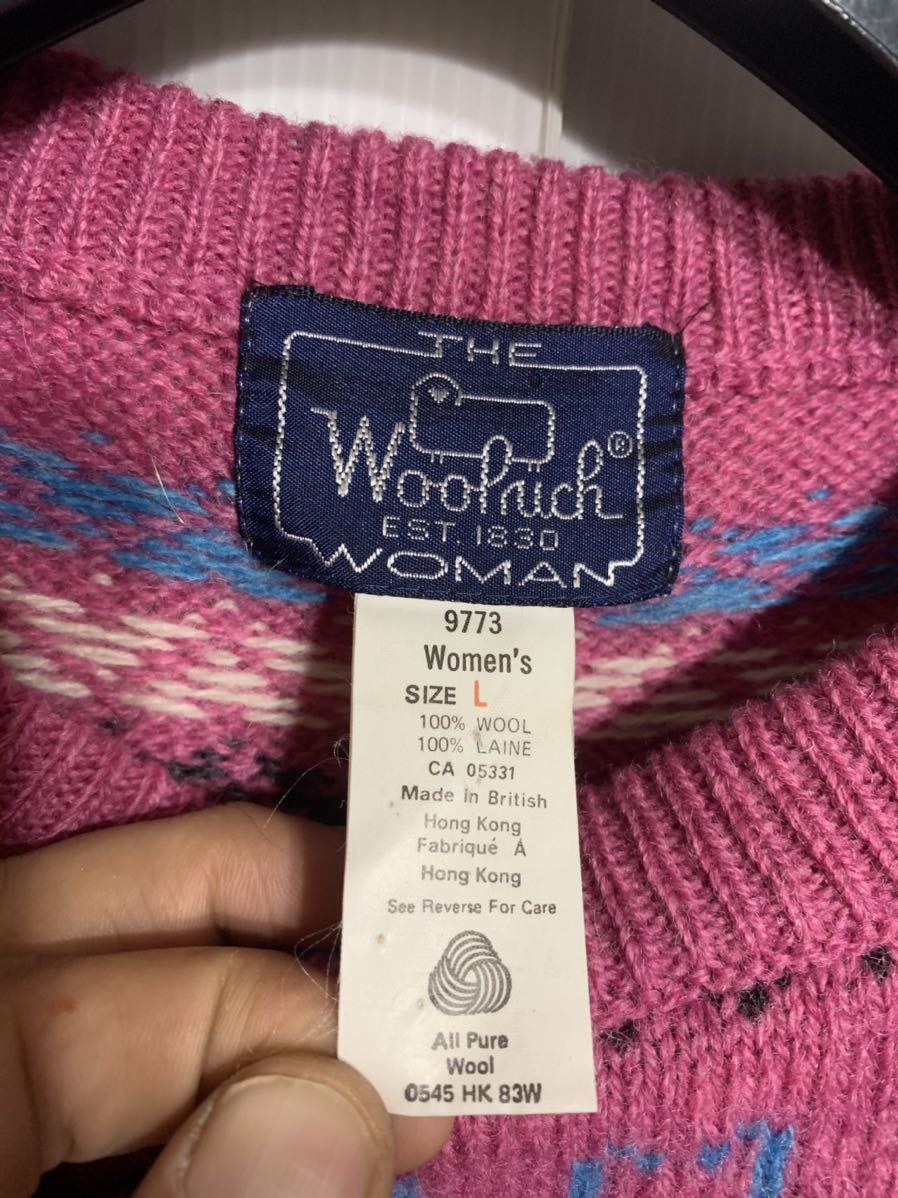 THE
Woolrich®
EST. 1830
WOMAN
9773
Women's
SIZE L
100% WOOL
100% LAINE
CA 05331
Made in British
Hong Kong
Fabriqué À
Hong Kong
See Reverse For Care
All Pure
Wool
0545 HK 83W